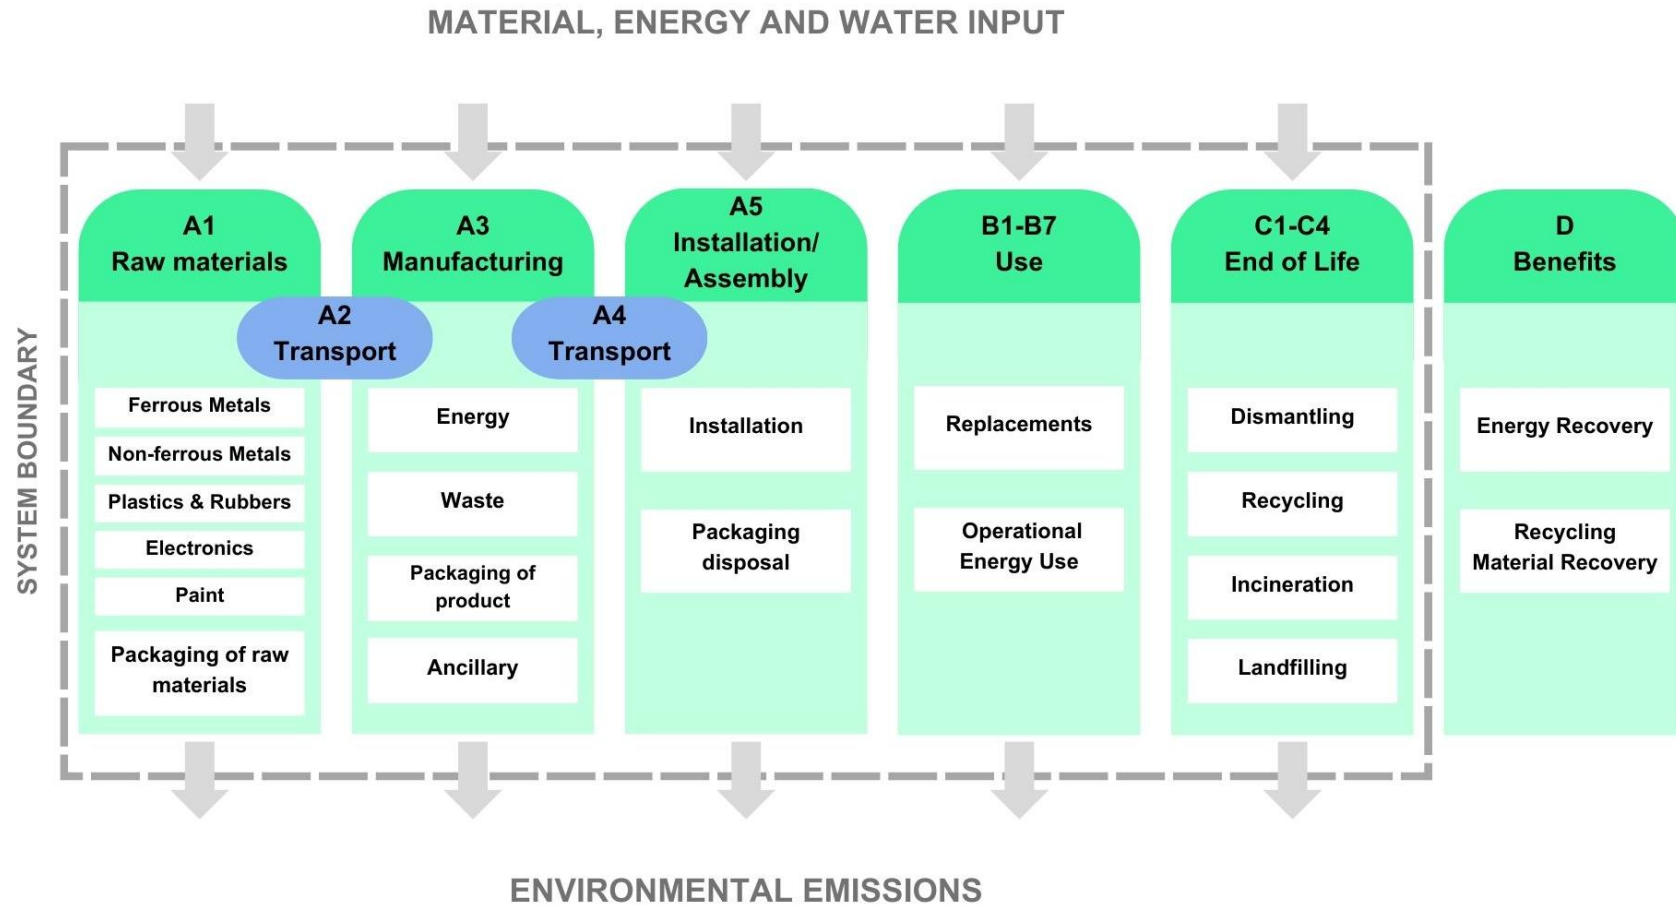 MATERIAL, ENERGY AND WATER INPUT
SYSTEM BOUNDARY
A1
Raw materials
A2
Transport
Ferrous Metals
Non-ferrous Metals
Plastics & Rubbers
Electronics
Paint
Packaging of raw
materials
A3
Manufacturing
A4
Transport
Energy
Waste
Packaging of
product
Ancillary
A5
Installation/
Assembly
Installation
Packaging
disposal
B1-B7
Use
Replacements
Operational
Energy Use
C1-C4
End of Life
Dismantling
Recycling
Incineration
Landfilling
D
Benefits
Energy Recovery
Recycling
Material Recovery
ENVIRONMENTAL EMISSIONS